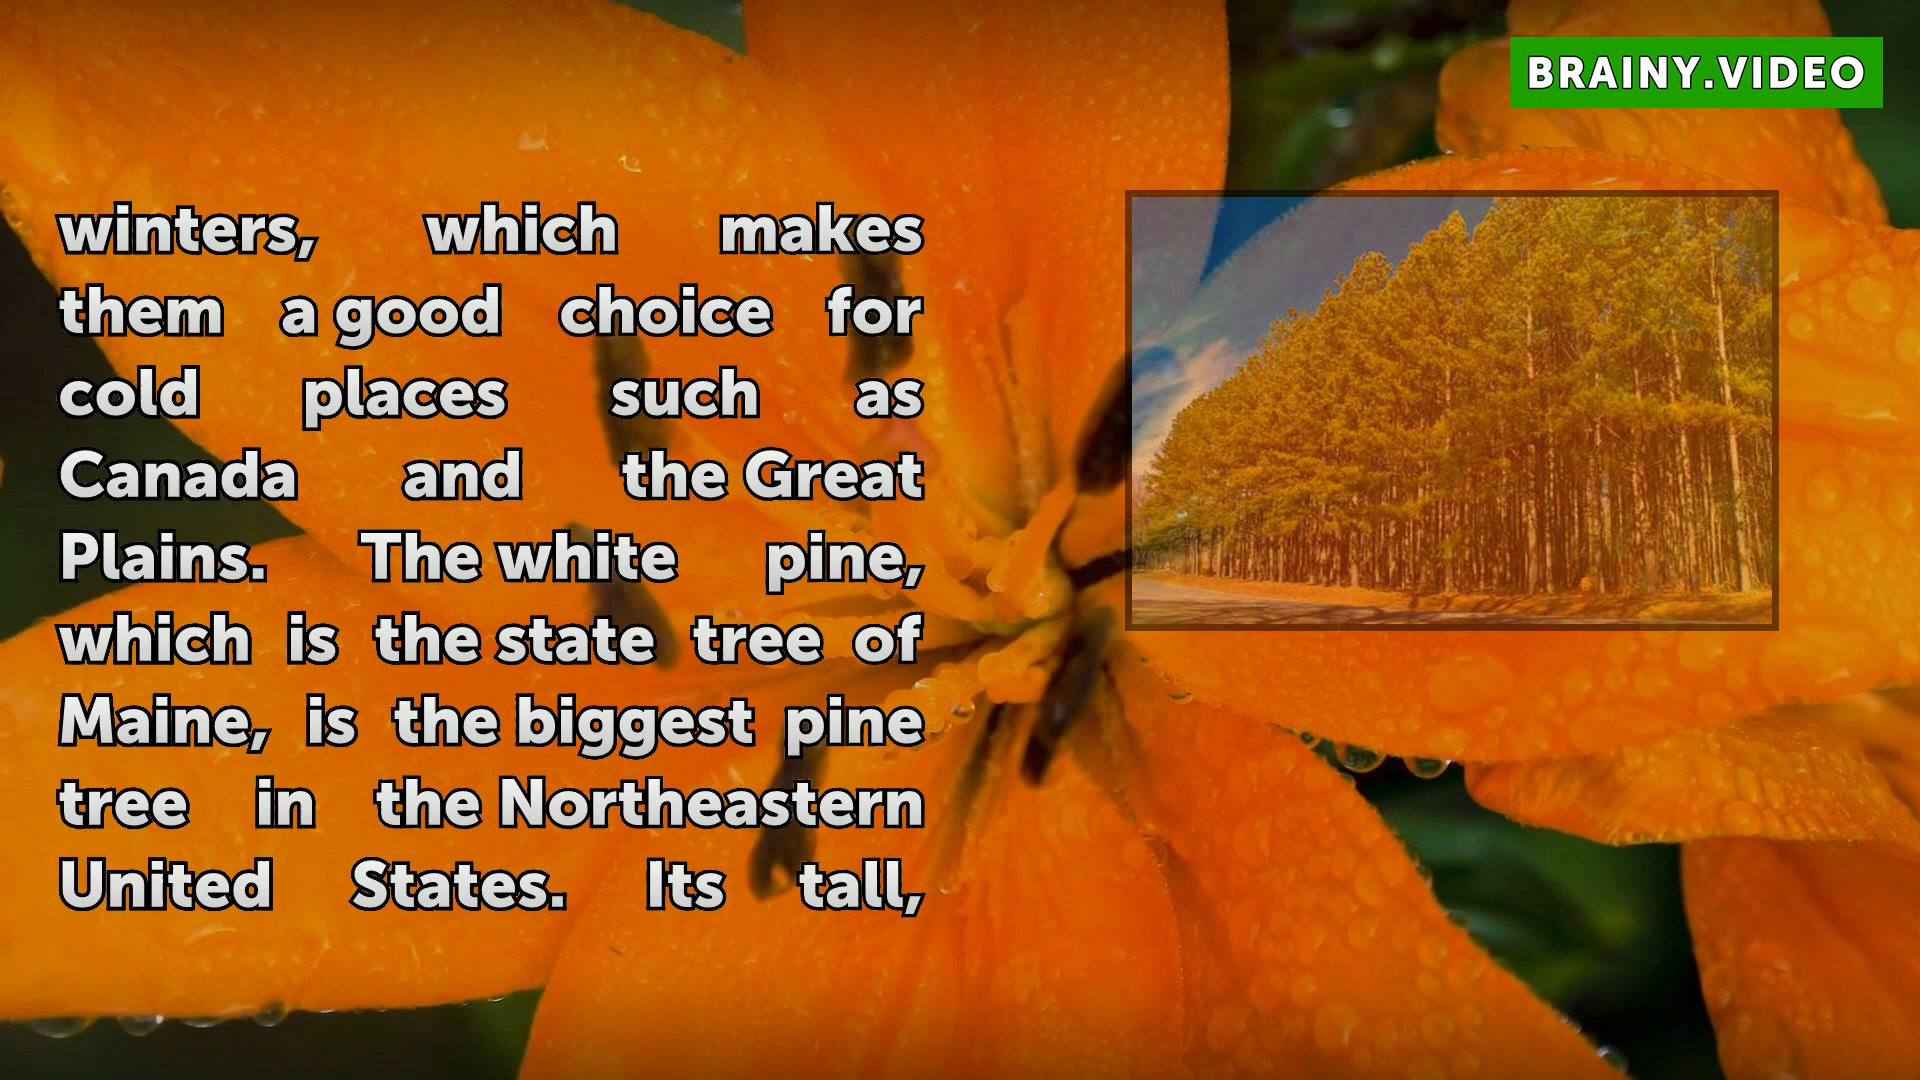 BRAINY.VIDEO
winters, which makes
them a good choice for
cold places such as
Canada and the Great
Plains. The white pine,
which is the state tree of
Maine, is the biggest pine
tree in the Northeastern
United States. Its tall,